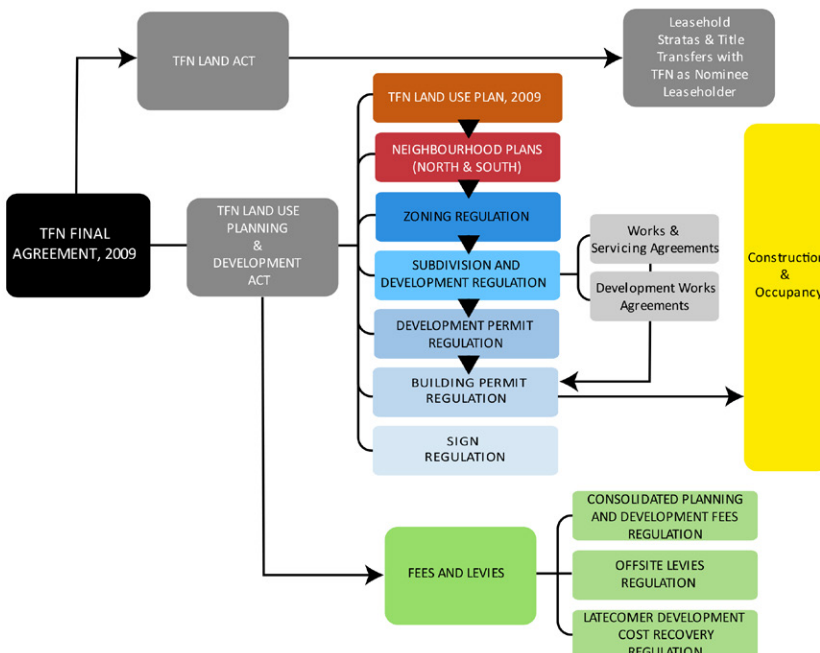 TFN LAND ACT
Leasehold
Stratas & Title
Transfers with
TFN as Nominee
Leaseholder
TFN FINAL
AGREEMENT, 2009
TFN LAND USE
PLANNING
&
DEVELOPMENT
ACT
TFN LAND USE PLAN, 2009
NEIGHBOURHOOD PLANS
(NORTH & SOUTH)
ZONING REGULATION
SUBDIVISION AND
DEVELOPMENT REGULATION
DEVELOPMENT PERMIT
REGULATION
BUILDING PERMIT
REGULATION
SIGN
REGULATION
Works &
Servicing Agreements
Development Works
Agreements
Construction
&
Occupancy
FEES AND LEVIES
CONSOLIDATED PLANNING
AND DEVELOPMENT FEES
REGULATION
OFFSITE LEVIES
REGULATION
LATECOMER DEVELOPMENT
COST RECOVERY
REGULATION